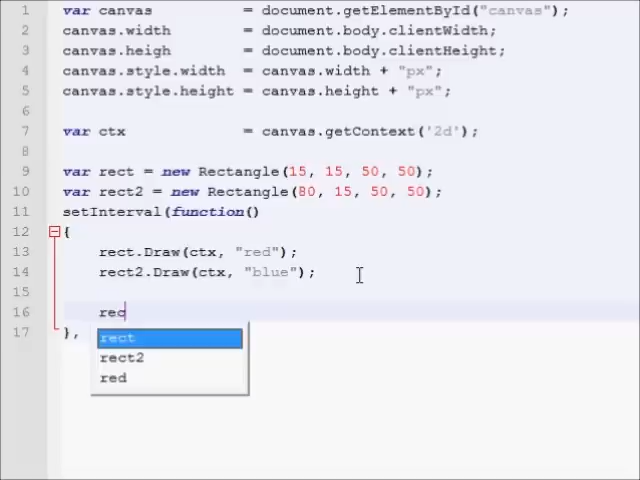 1 var canvas = document.getElementById("canvas");
2 canvas.width = document.body.clientWidth;
3 canvas.heigh = document.body.clientHeight;
4 canvas.style.width = canvas.width + "px";
5 canvas.style.height = canvas.height + "px";
6
7 var ctx = canvas.getContext('2d');
8
9 var rect = new Rectangle(15, 15, 50, 50);
10 var rect2 = new Rectangle(80, 15, 50, 50);
11 setInterval(function()
12 {
13 rect.Draw(ctx, "red");
14 rect2.Draw(ctx, "blue");
15
16 rec
17 },
rect
rect2
red